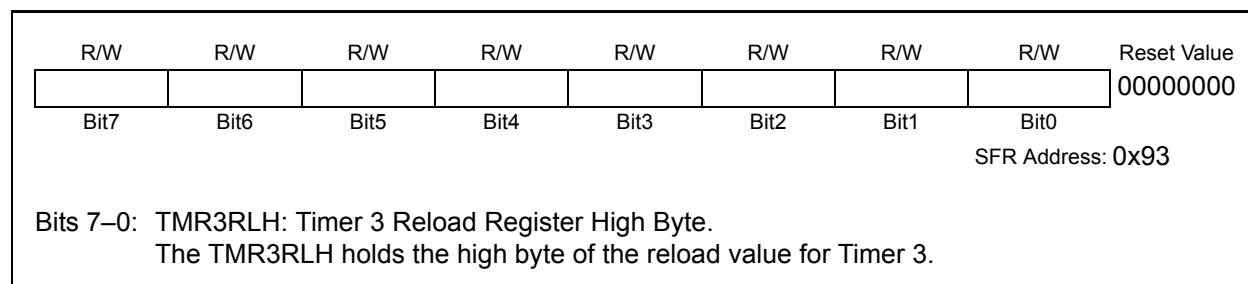 R/W R/W R/W R/W R/W R/W R/W R/W Reset Value
00000000
Bit7 Bit6 Bit5 Bit4 Bit3 Bit2 Bit1 Bit0
SFR Address: 0x93
Bits 7–0: TMR3RLH: Timer 3 Reload Register High Byte.
The TMR3RLH holds the high byte of the reload value for Timer 3.